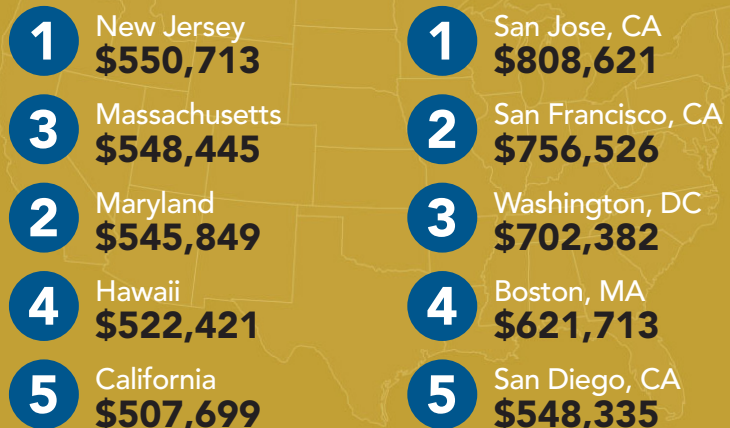 1 New Jersey
$550,713
3 Massachusetts
$548,445
2 Maryland
$545,849
4 Hawaii
$522,421
5 California
$507,699
1 San Jose, CA
$808,621
2 San Francisco, CA
$756,526
3 Washington, DC
$702,382
4 Boston, MA
$621,713
5 San Diego, CA
$548,335